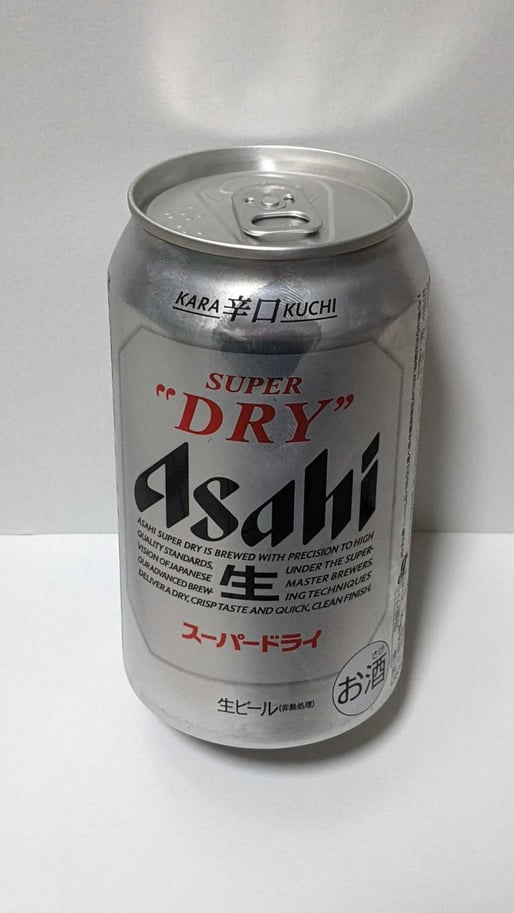 KARA 辛口 KUCHI
SUPER
"DRY"
Asahi
ASAHI SUPER DRY IS BREWED WITH PRECISION TO HIGH
QUALITY STANDARDS, UNDER THE SUPER-
VISION OF JAPANESE MASTER BREWERS.
OUR ADVANCED BREW- ING TECHNIQUES
DELIVER A DRY, CRISP TASTE AND QUICK, CLEAN FINISH.
生
スーパードライ
さけ
お酒
生ビール(非熱処理)